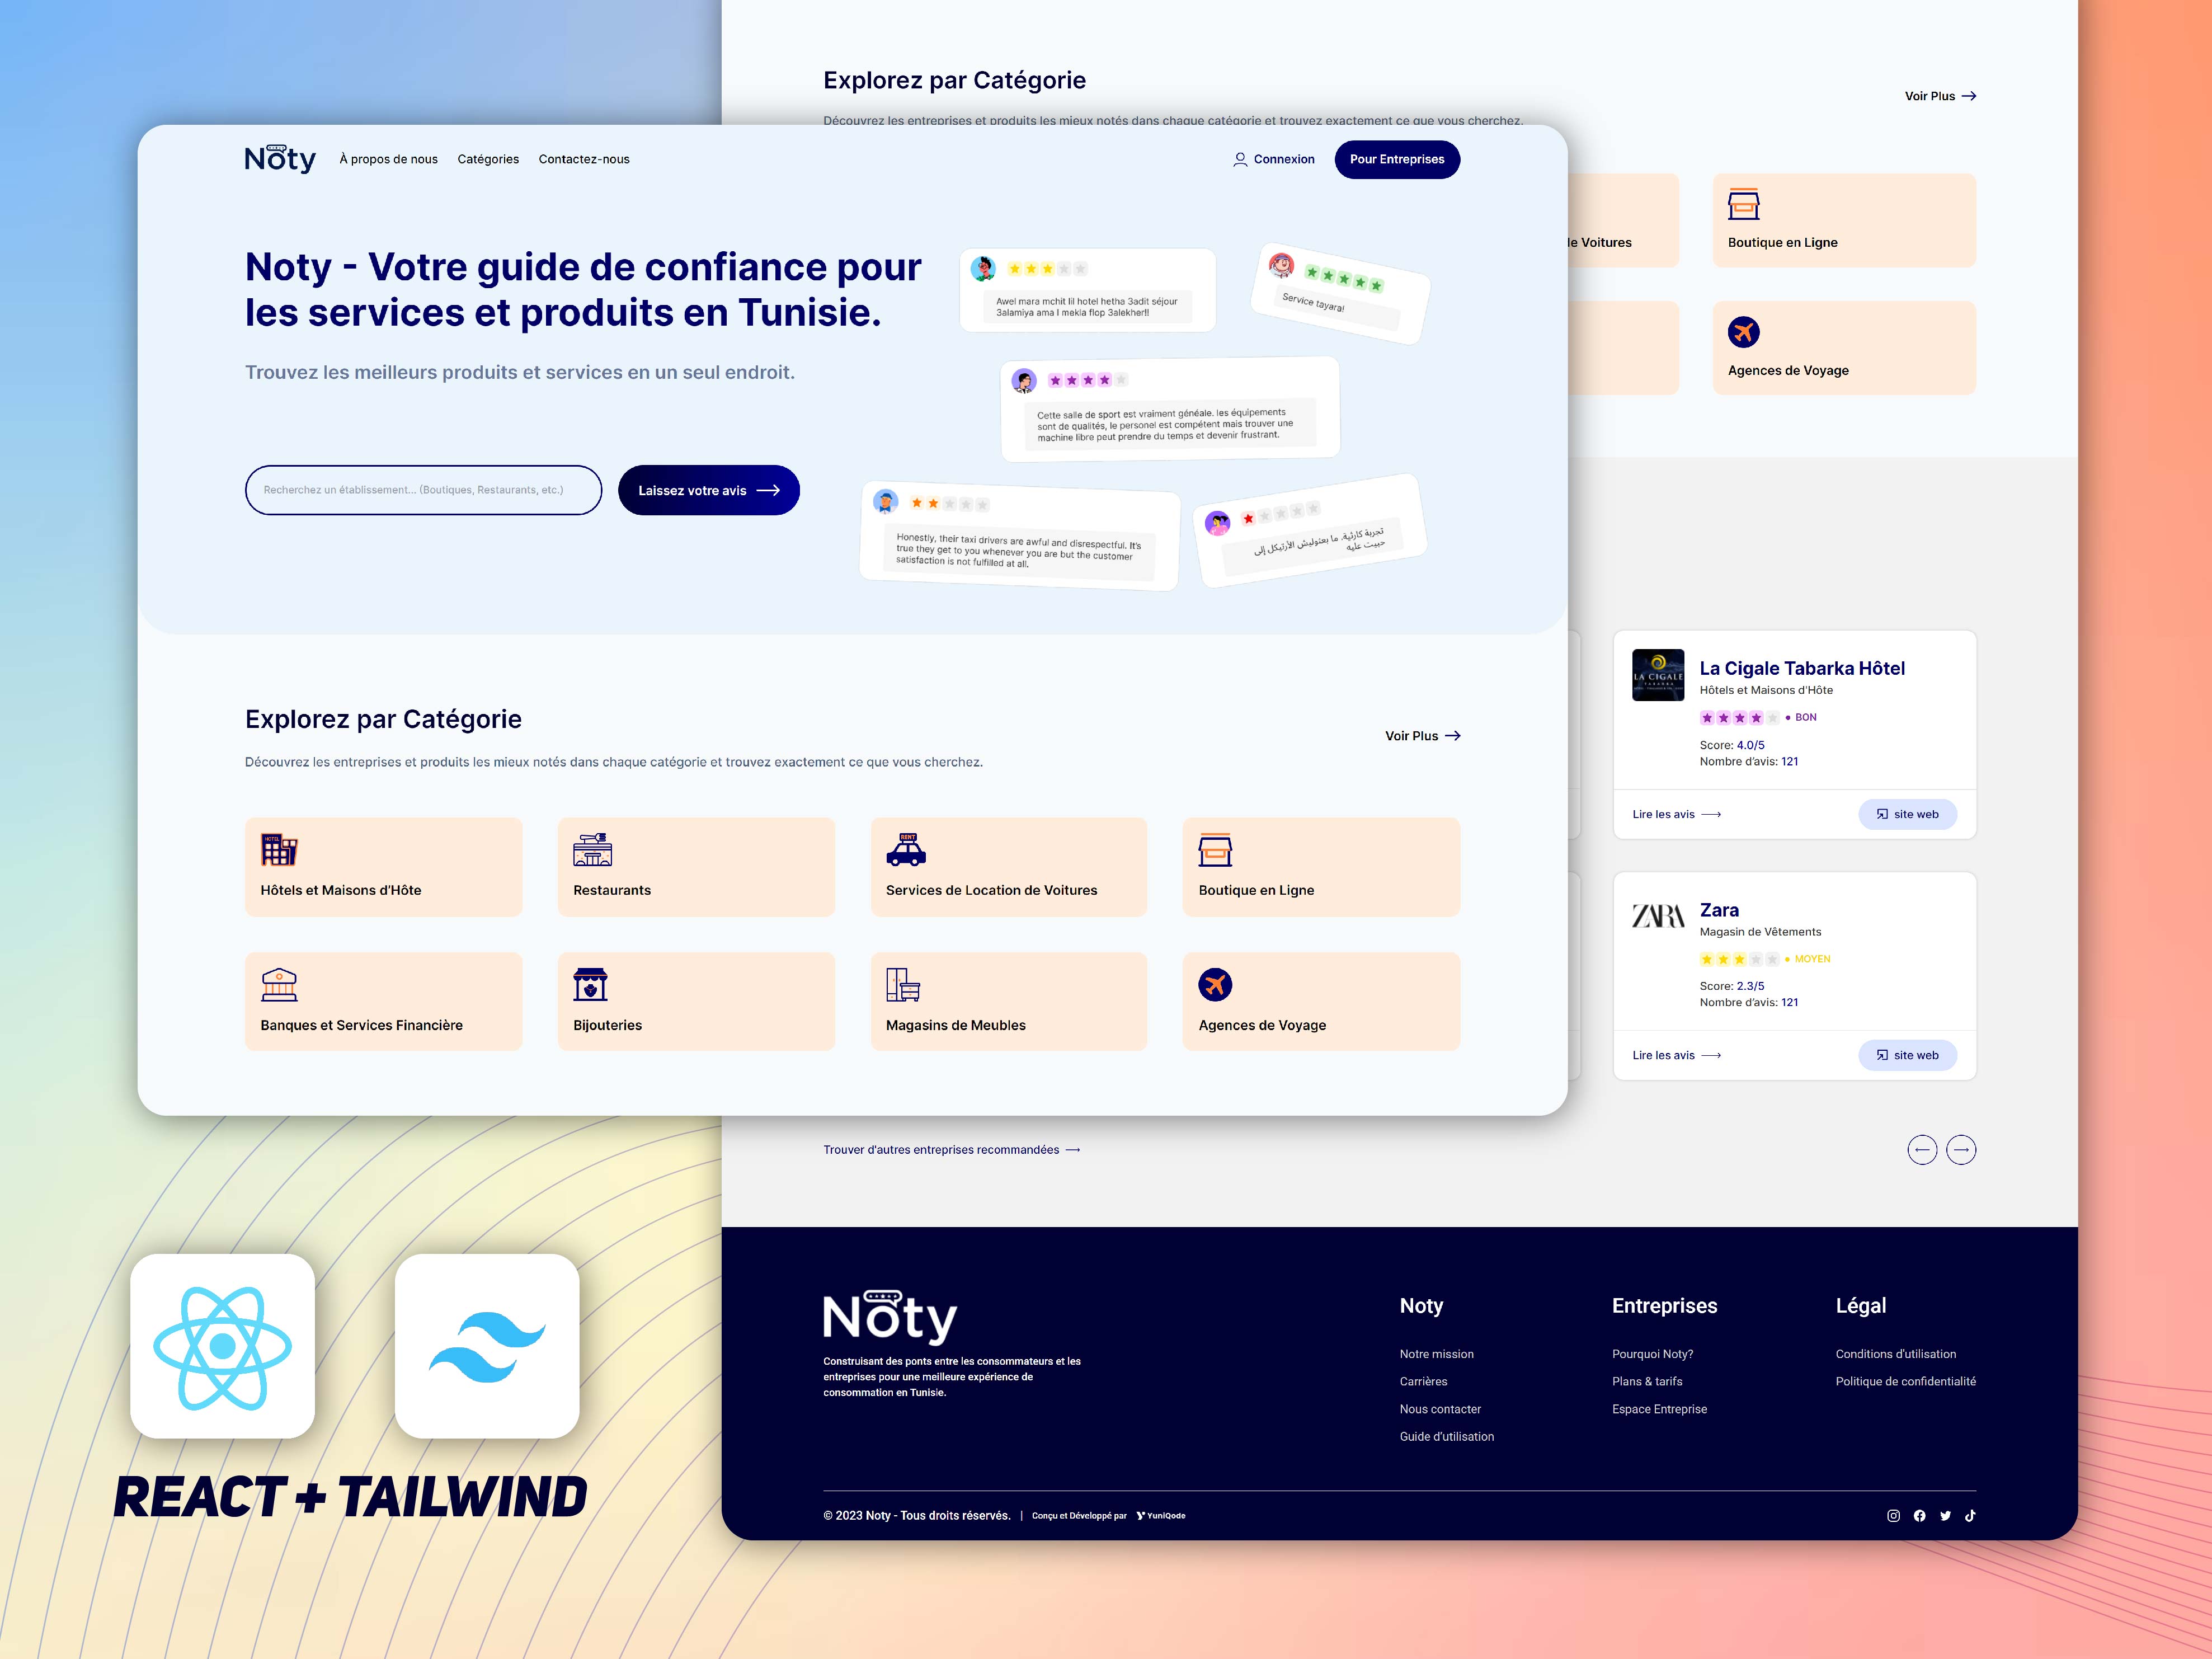 Explorez par Catégorie
Voir Plus
Découvrez les entreprises et produits les mieux notés dans chaque catégorie et trouvez exactement ce que vous cherchez.
Noty
À propos de nous
Catégories
Contactez-nous
Connexion
Pour Entreprises
Noty - Votre guide de confiance pour
les services et produits en Tunisie.
Trouvez les meilleurs produits et services en un seul endroit.
Recherchez un établissement... (Boutiques, Restaurants, etc.)
Laissez votre avis
Awel mara mchit lil hotel hetha 3adit séjour
3alamiya ama l mekla flop 3alekher!!
Service tayara!
Cette salle de sport est vraiment généale. les équipements
sont de qualités, le personel est compétent mais trouver une
machine libre peut prendre du temps et devenir frustrant.
Honestly, their taxi drivers are awful and disrespectful. It's
true they get to you whenever you are but the customer
satisfaction is not fulfilled at all.
تجربة كارثية. ما بعثوليش الأرتيكل إلي
حبيت عليه
Explorez par Catégorie
Voir Plus
Découvrez les entreprises et produits les mieux notés dans chaque catégorie et trouvez exactement ce que vous cherchez.
HOTEL
Hôtels et Maisons d'Hôte
Restaurants
RENT
Services de Location de Voitures
Boutique en Ligne
Banques et Services Financière
Bijouteries
Magasins de Meubles
Agences de Voyage
le Voitures
Boutique en Ligne
Agences de Voyage
LA CIGALE
TABARKA
La Cigale Tabarka Hôtel
Hôtels et Maisons d'Hôte
BON
Score: 4.0/5
Nombre d'avis: 121
Lire les avis
site web
ZARA
Zara
Magasin de Vêtements
MOYEN
Score: 2.3/5
Nombre d'avis: 121
Lire les avis
site web
Trouver d'autres entreprises recommandées
REACT + TAILWIND
Noty
Construisant des ponts entre les consommateurs et les
entreprises pour une meilleure expérience de
consommation en Tunisie.
Noty
Notre mission
Carrières
Nous contacter
Guide d'utilisation
Entreprises
Pourquoi Noty?
Plans & tarifs
Espace Entreprise
Légal
Conditions d'utilisation
Politique de confidentialité
© 2023 Noty - Tous droits réservés. | Conçu et Développé par YuniQode